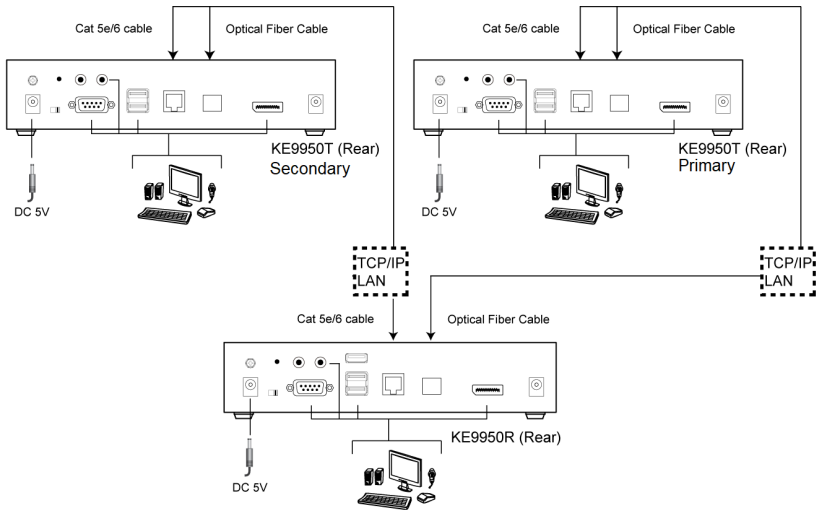 Cat 5e/6 cable
Optical Fiber Cable
Cat 5e/6 cable
Optical Fiber Cable
KE9950T (Rear)
Secondary
KE9950T (Rear)
Primary
DC 5V
DC 5V
TCP/IP
LAN
TCP/IP
LAN
Cat 5e/6 cable
Optical Fiber Cable
KE9950R (Rear)
DC 5V